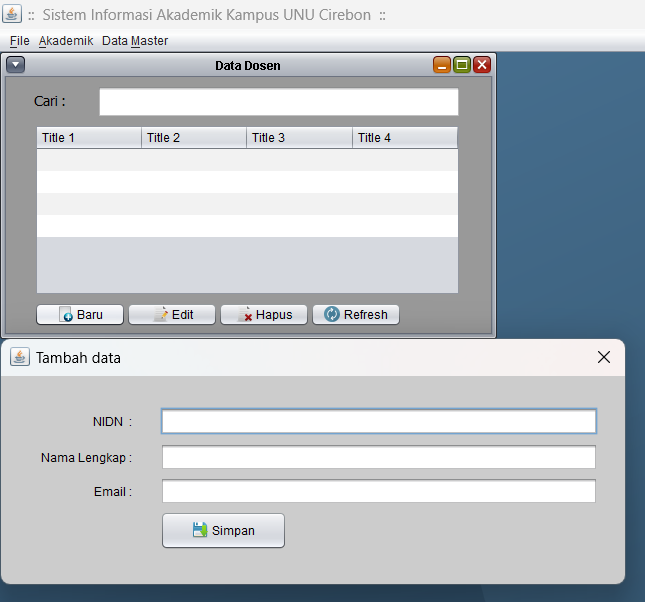 :: Sistem Informasi Akademik Kampus UNU Cirebon ::
File Akademik Data Master
Data Dosen
Cari :
Title 1 Title 2 Title 3 Title 4
Baru Edit Hapus Refresh
Tambah data
NIDN :
Nama Lengkap :
Email :
Simpan